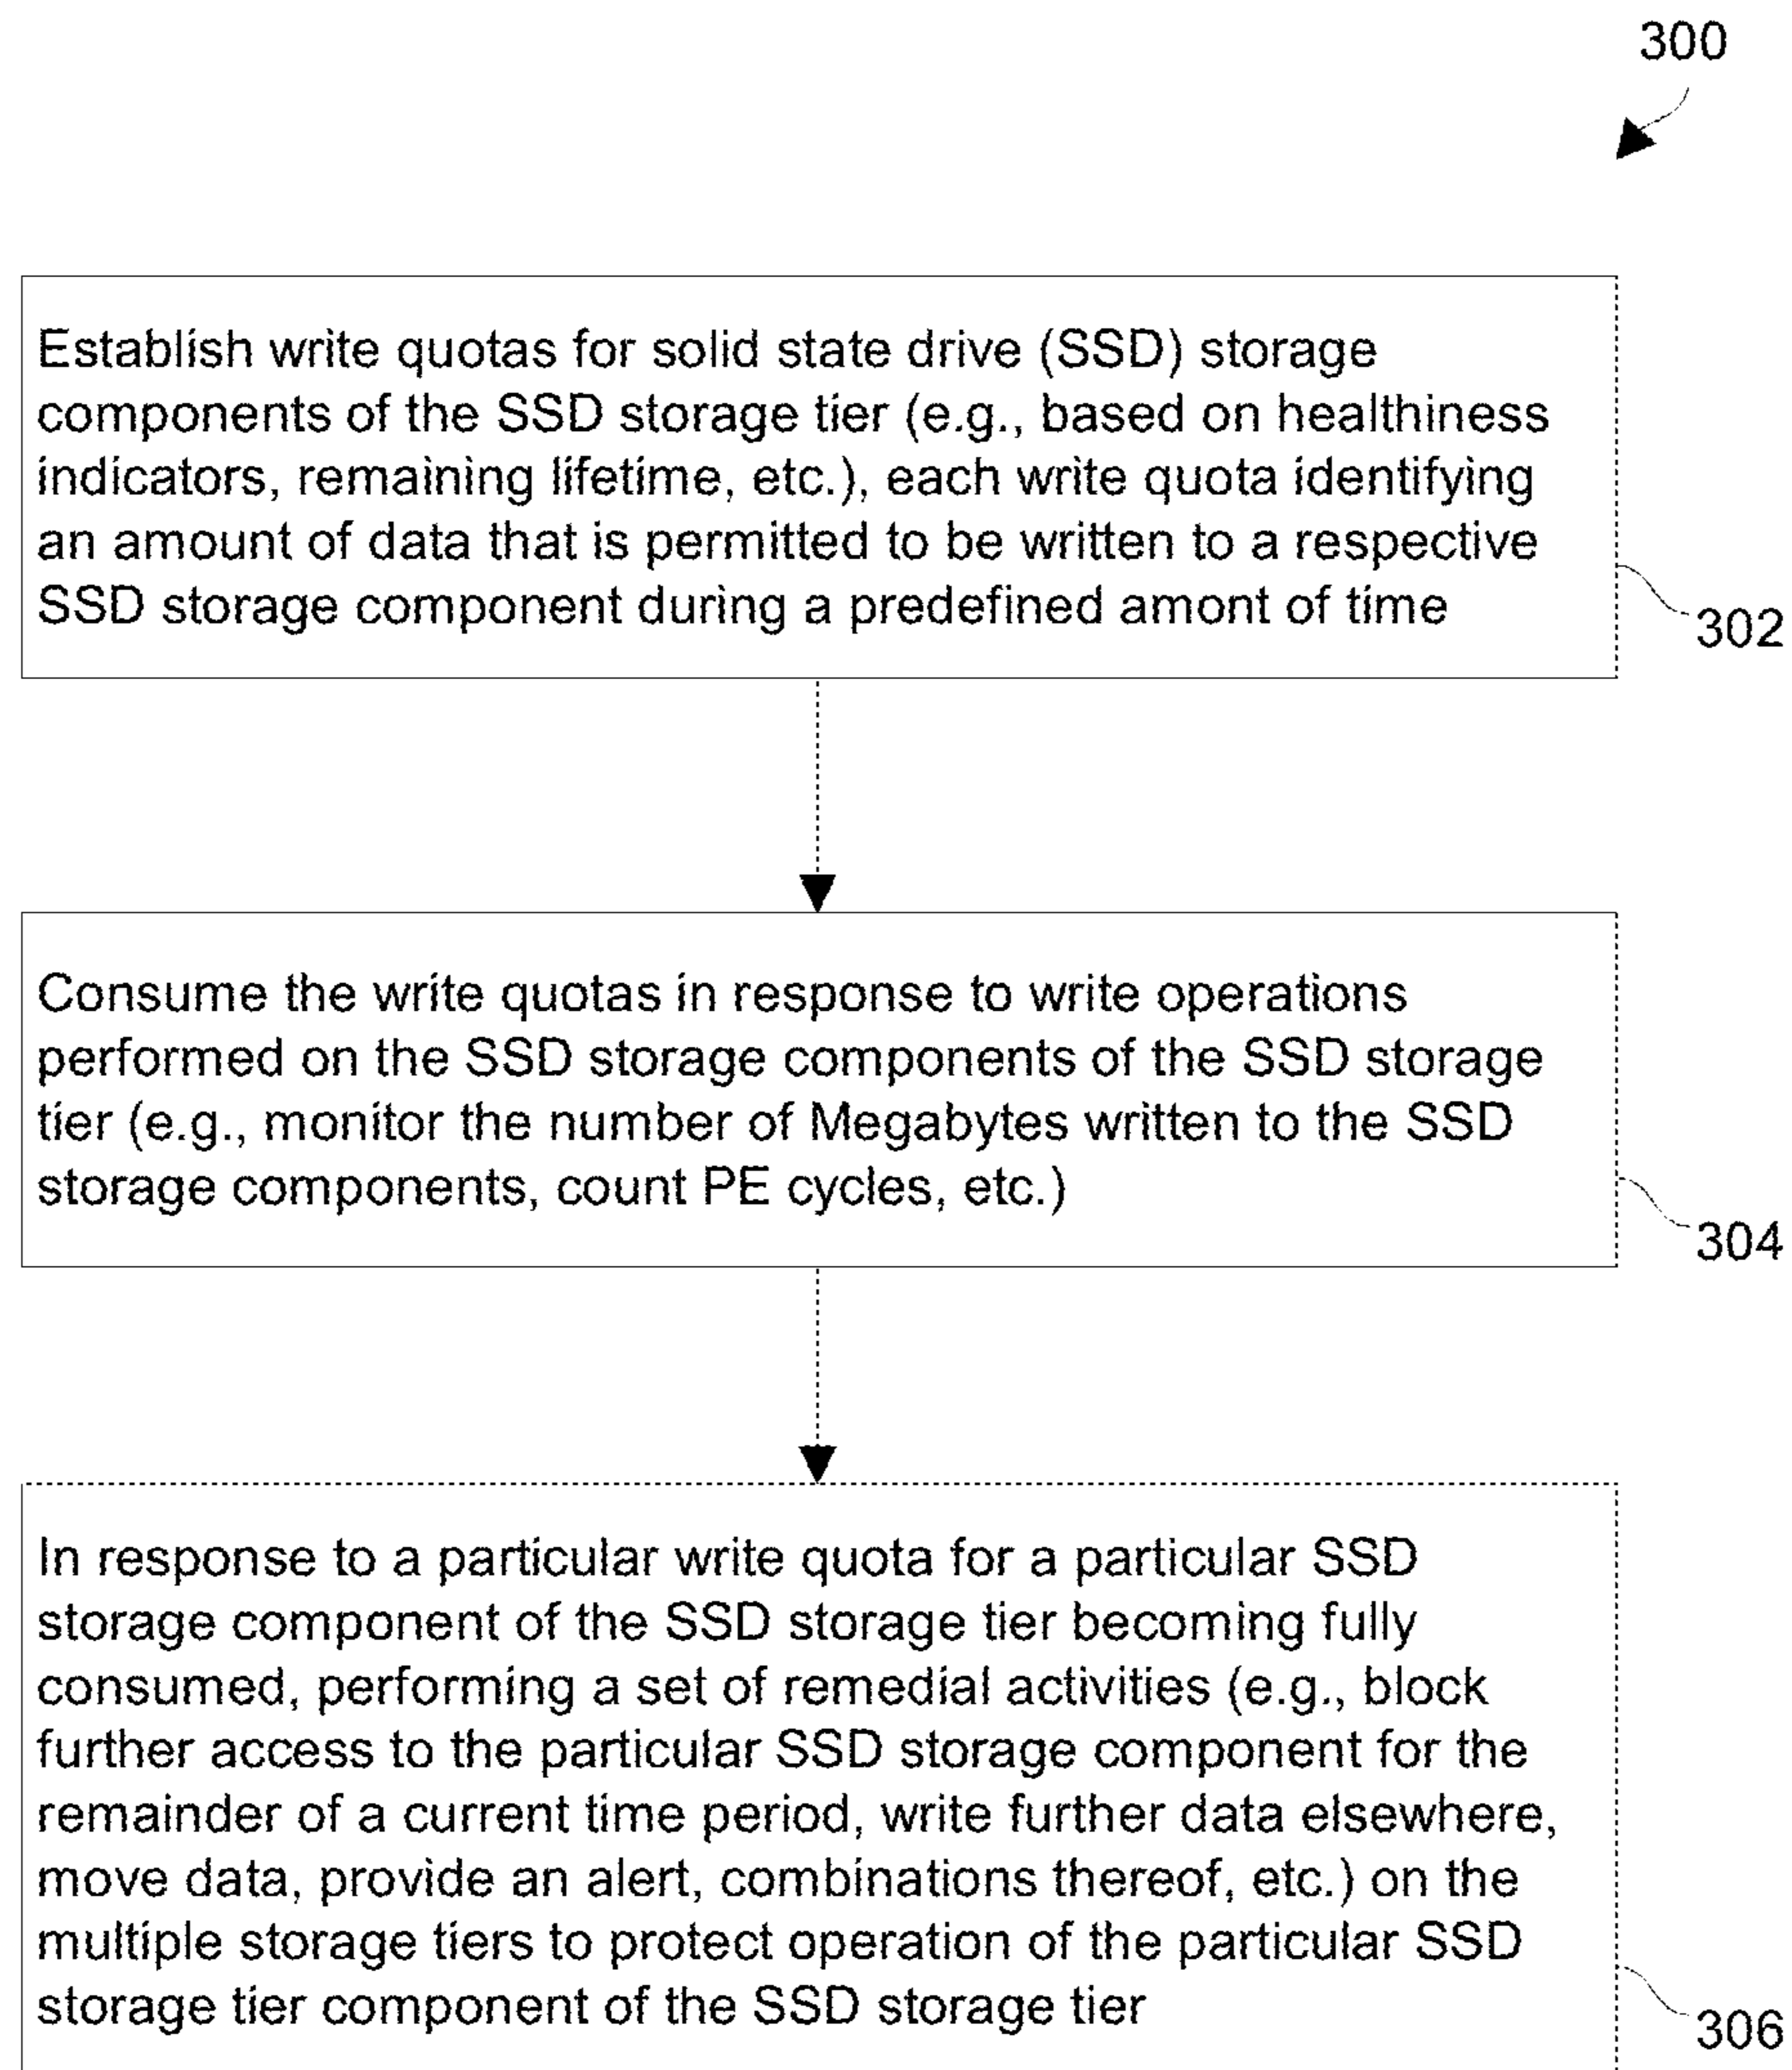 300
Establish write quotas for solid state drive (SSD) storage
components of the SSD storage tier (e.g., based on healthiness
indicators, remaining lifetime, etc.), each write quota identifying
an amount of data that is permitted to be written to a respective
SSD storage component during a predefined amont of time
302
Consume the write quotas in response to write operations
performed on the SSD storage components of the SSD storage
tier (e.g., monitor the number of Megabytes written to the SSD
storage components, count PE cycles, etc.)
304
In response to a particular write quota for a particular SSD
storage component of the SSD storage tier becoming fully
consumed, performing a set of remedial activities (e.g., block
further access to the particular SSD storage component for the
remainder of a current time period, write further data elsewhere,
move data, provide an alert, combinations thereof, etc.) on the
multiple storage tiers to protect operation of the particular SSD
storage tier component of the SSD storage tier
306